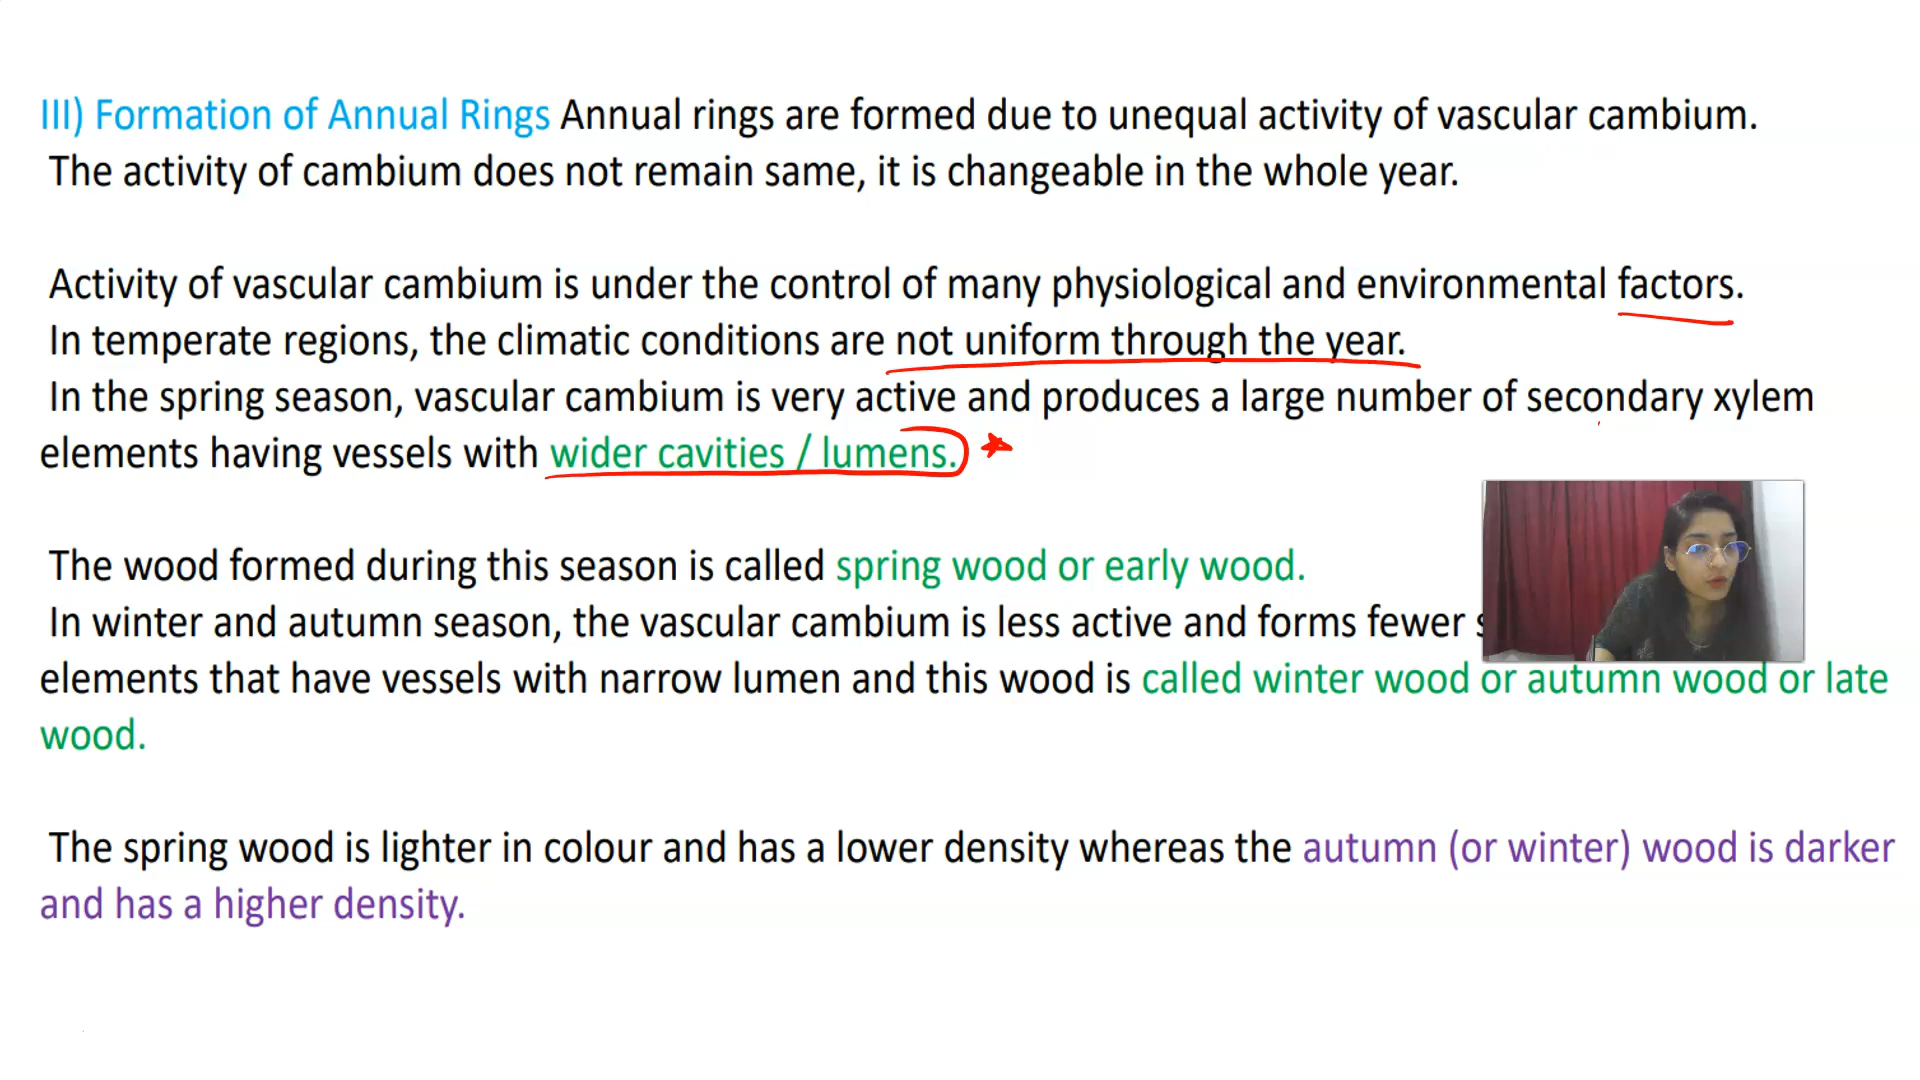 III) Formation of Annual Rings Annual rings are formed due to unequal activity of vascular cambium.
The activity of cambium does not remain same, it is changeable in the whole year.
Activity of vascular cambium is under the control of many physiological and environmental factors.
In temperate regions, the climatic conditions are not uniform through the year.
In the spring season, vascular cambium is very active and produces a large number of secondary xylem
elements having vessels with wider cavities / lumens.
The wood formed during this season is called spring wood or early wood.
In winter and autumn season, the vascular cambium is less active and forms fewer
elements that have vessels with narrow lumen and this wood is called winter wood or autumn wood or late
wood.
The spring wood is lighter in colour and has a lower density whereas the autumn (or winter) wood is darker
and has a higher density.